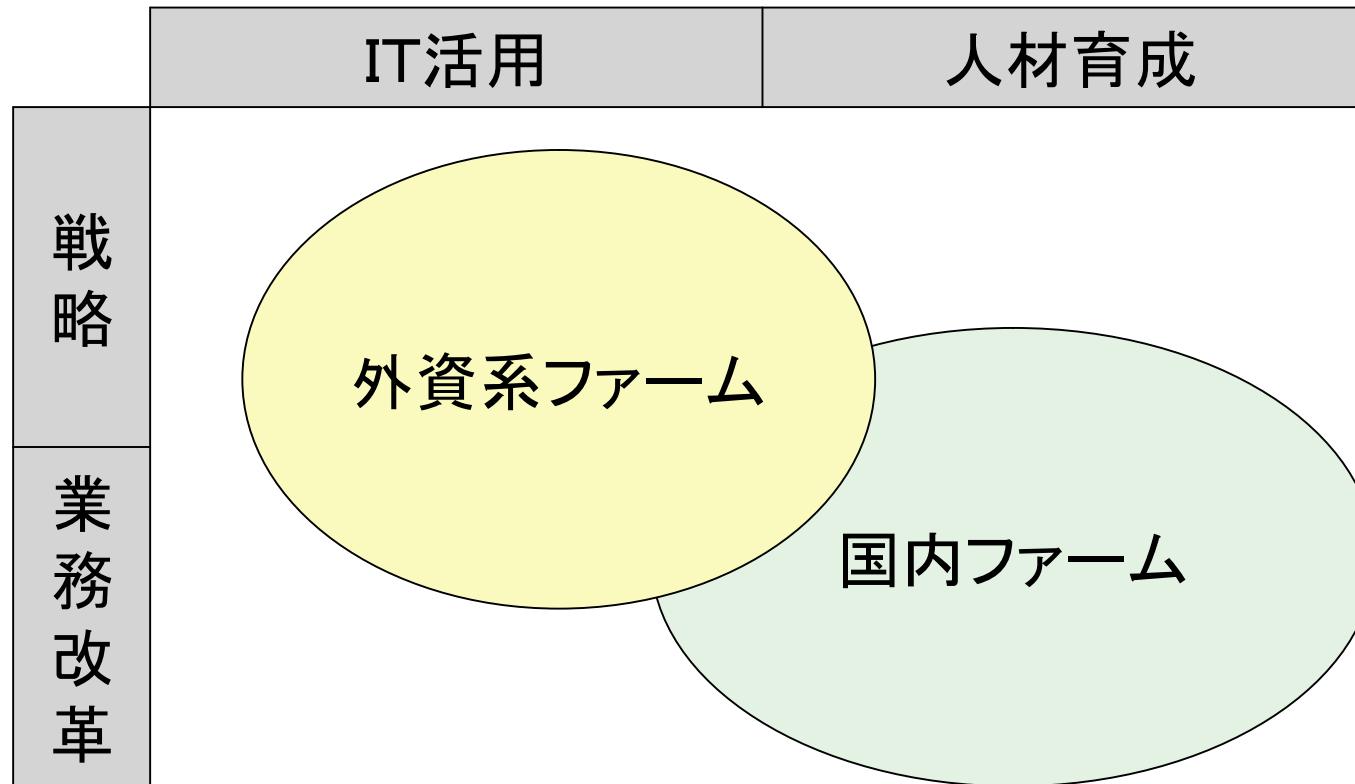 IT活用
人材育成
戦略
外資系ファーム
業務改革
国内ファーム